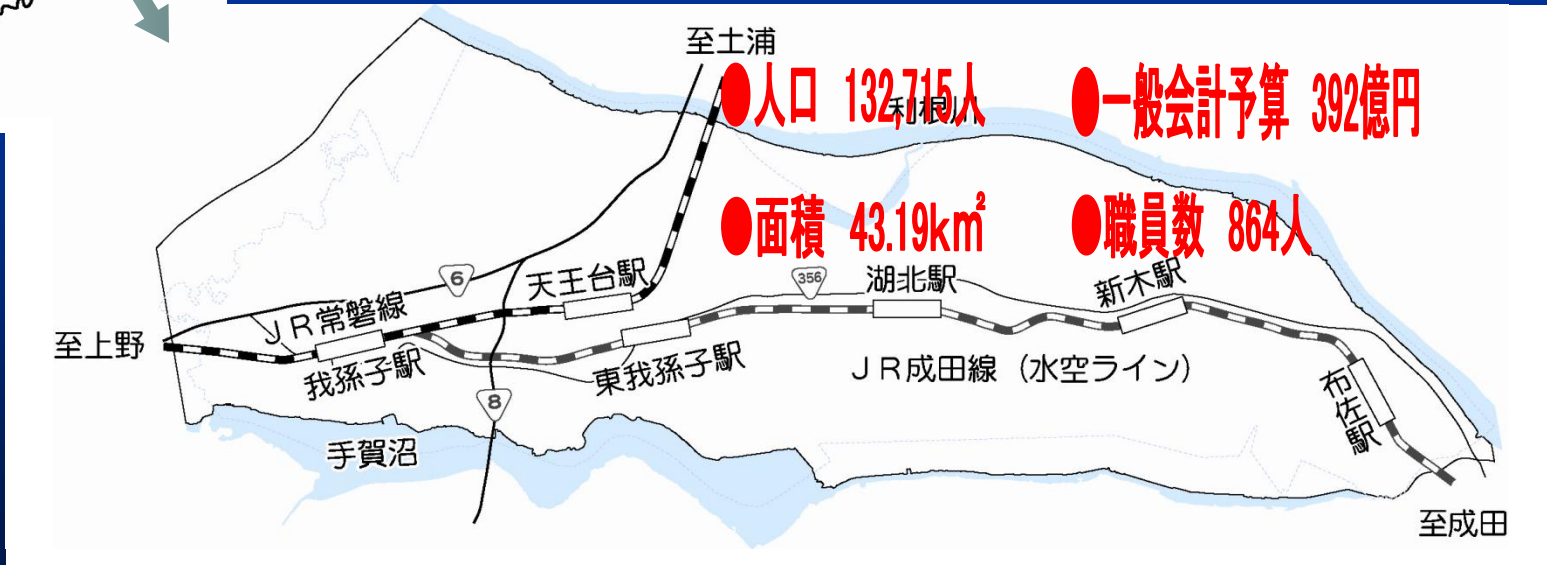 至土浦
●人口 132,715人
●一般会計予算 392億円
利根川
●面積 43.19k㎡
●職員数 864人
6
天王台駅
356
湖北駅
新木駅
JR常磐線
至上野
我孫子駅
東我孫子駅
JR成田線(水空ライン)
8
布佐駅
手賀沼
至成田